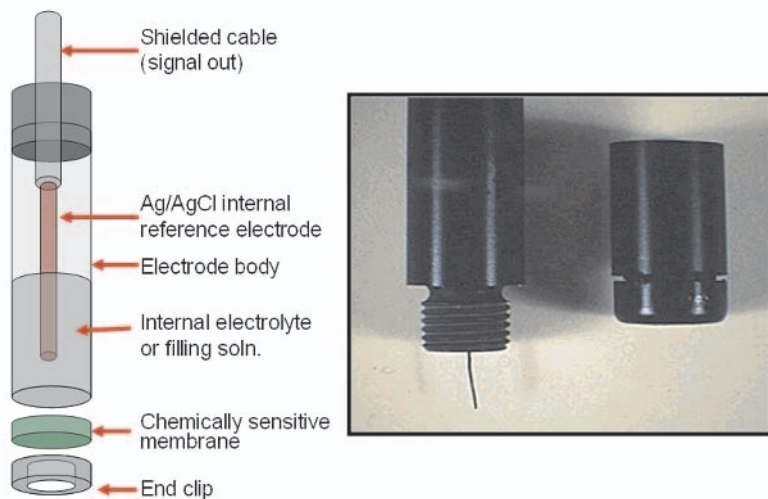 Shielded cable
(signal out)
Ag/AgCl internal
reference electrode
Electrode body
Internal electrolyte
or filling soln.
Chemically sensitive
membrane
End clip